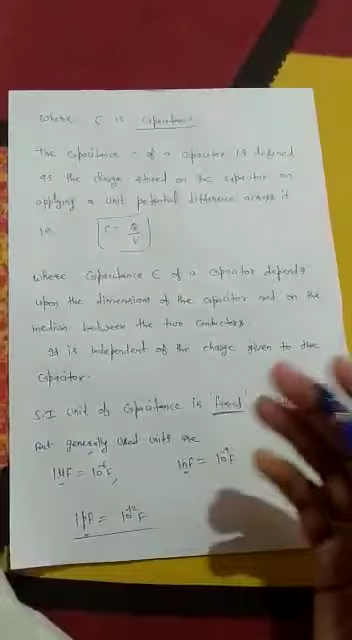 Where C is Capacitance
The Capacitance C of a capacitor is defined
as the charge stored on the capacitor on
applying a unit potential difference across it
i.e C = Q/V
Where Capacitance C of a capacitor depends
upon the dimensions of the capacitor and on the
medium between the two conductors.
It is independent of the charge given to the
Capacitor.
S.I unit of Capacitance is farad
But generally used units are
1μF = 10⁻⁶F, 1nF = 10⁻⁹F
1pF = 10⁻¹²F